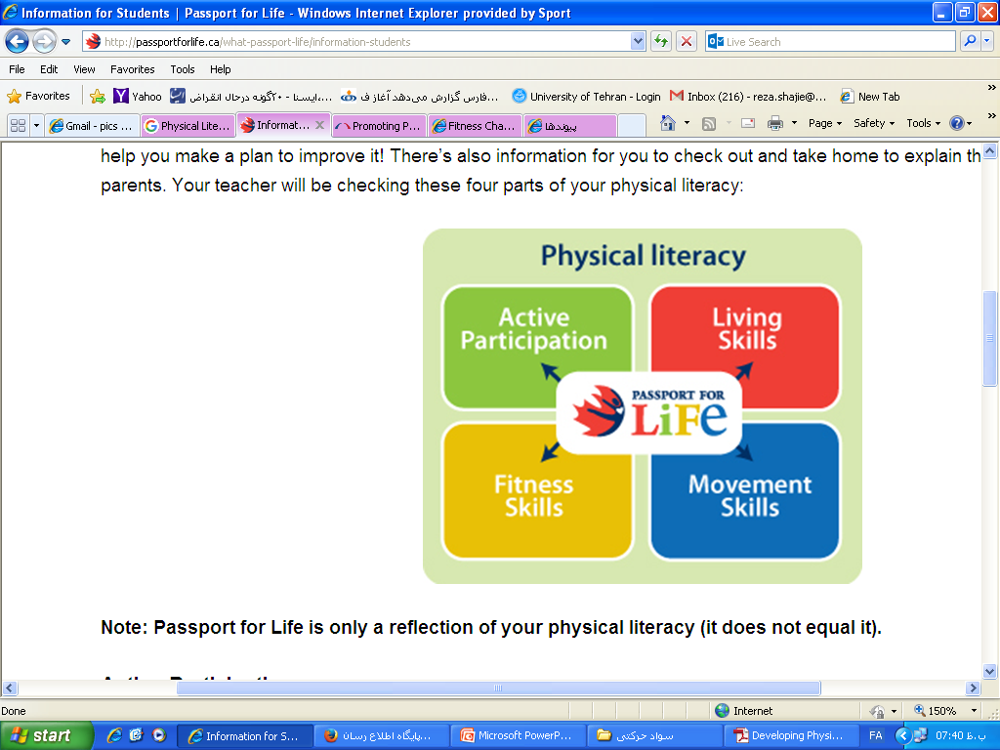 Information for Students | Passport for Life - Windows Internet Explorer provided by Sport
http://passportforlife.ca/what-passport-life/information-students
Live Search
File Edit View Favorites Tools Help
Favorites Yahoo ايسنا - ۲۰گونه درحال انقراض،... فارس گزارش می‌دهد آغاز ف... University of Tehran - Login Inbox (216) - reza.shajie@... New Tab
Gmail - pics ... Physical Lite... Informat... Promoting P... Fitness Cha... پیوندها Page Safety Tools
help you make a plan to improve it! There's also information for you to check out and take home to explain th
parents. Your teacher will be checking these four parts of your physical literacy:
Physical literacy
Active
Participation
Living
Skills
PASSPORT FOR
LiFe
Fitness
Skills
Movement
Skills
Note: Passport for Life is only a reflection of your physical literacy (it does not equal it).
Done Internet 150%
start Information for S... پایگاه اطلاع رسان... Microsoft PowerP... سواد حرکتی Developing Physi... FA 07:40 ب.ظ